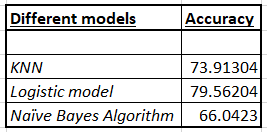 Different models Accuracy
KNN 73.91304
Logistic model 79.56204
Naïve Bayes Algorithm 66.0423